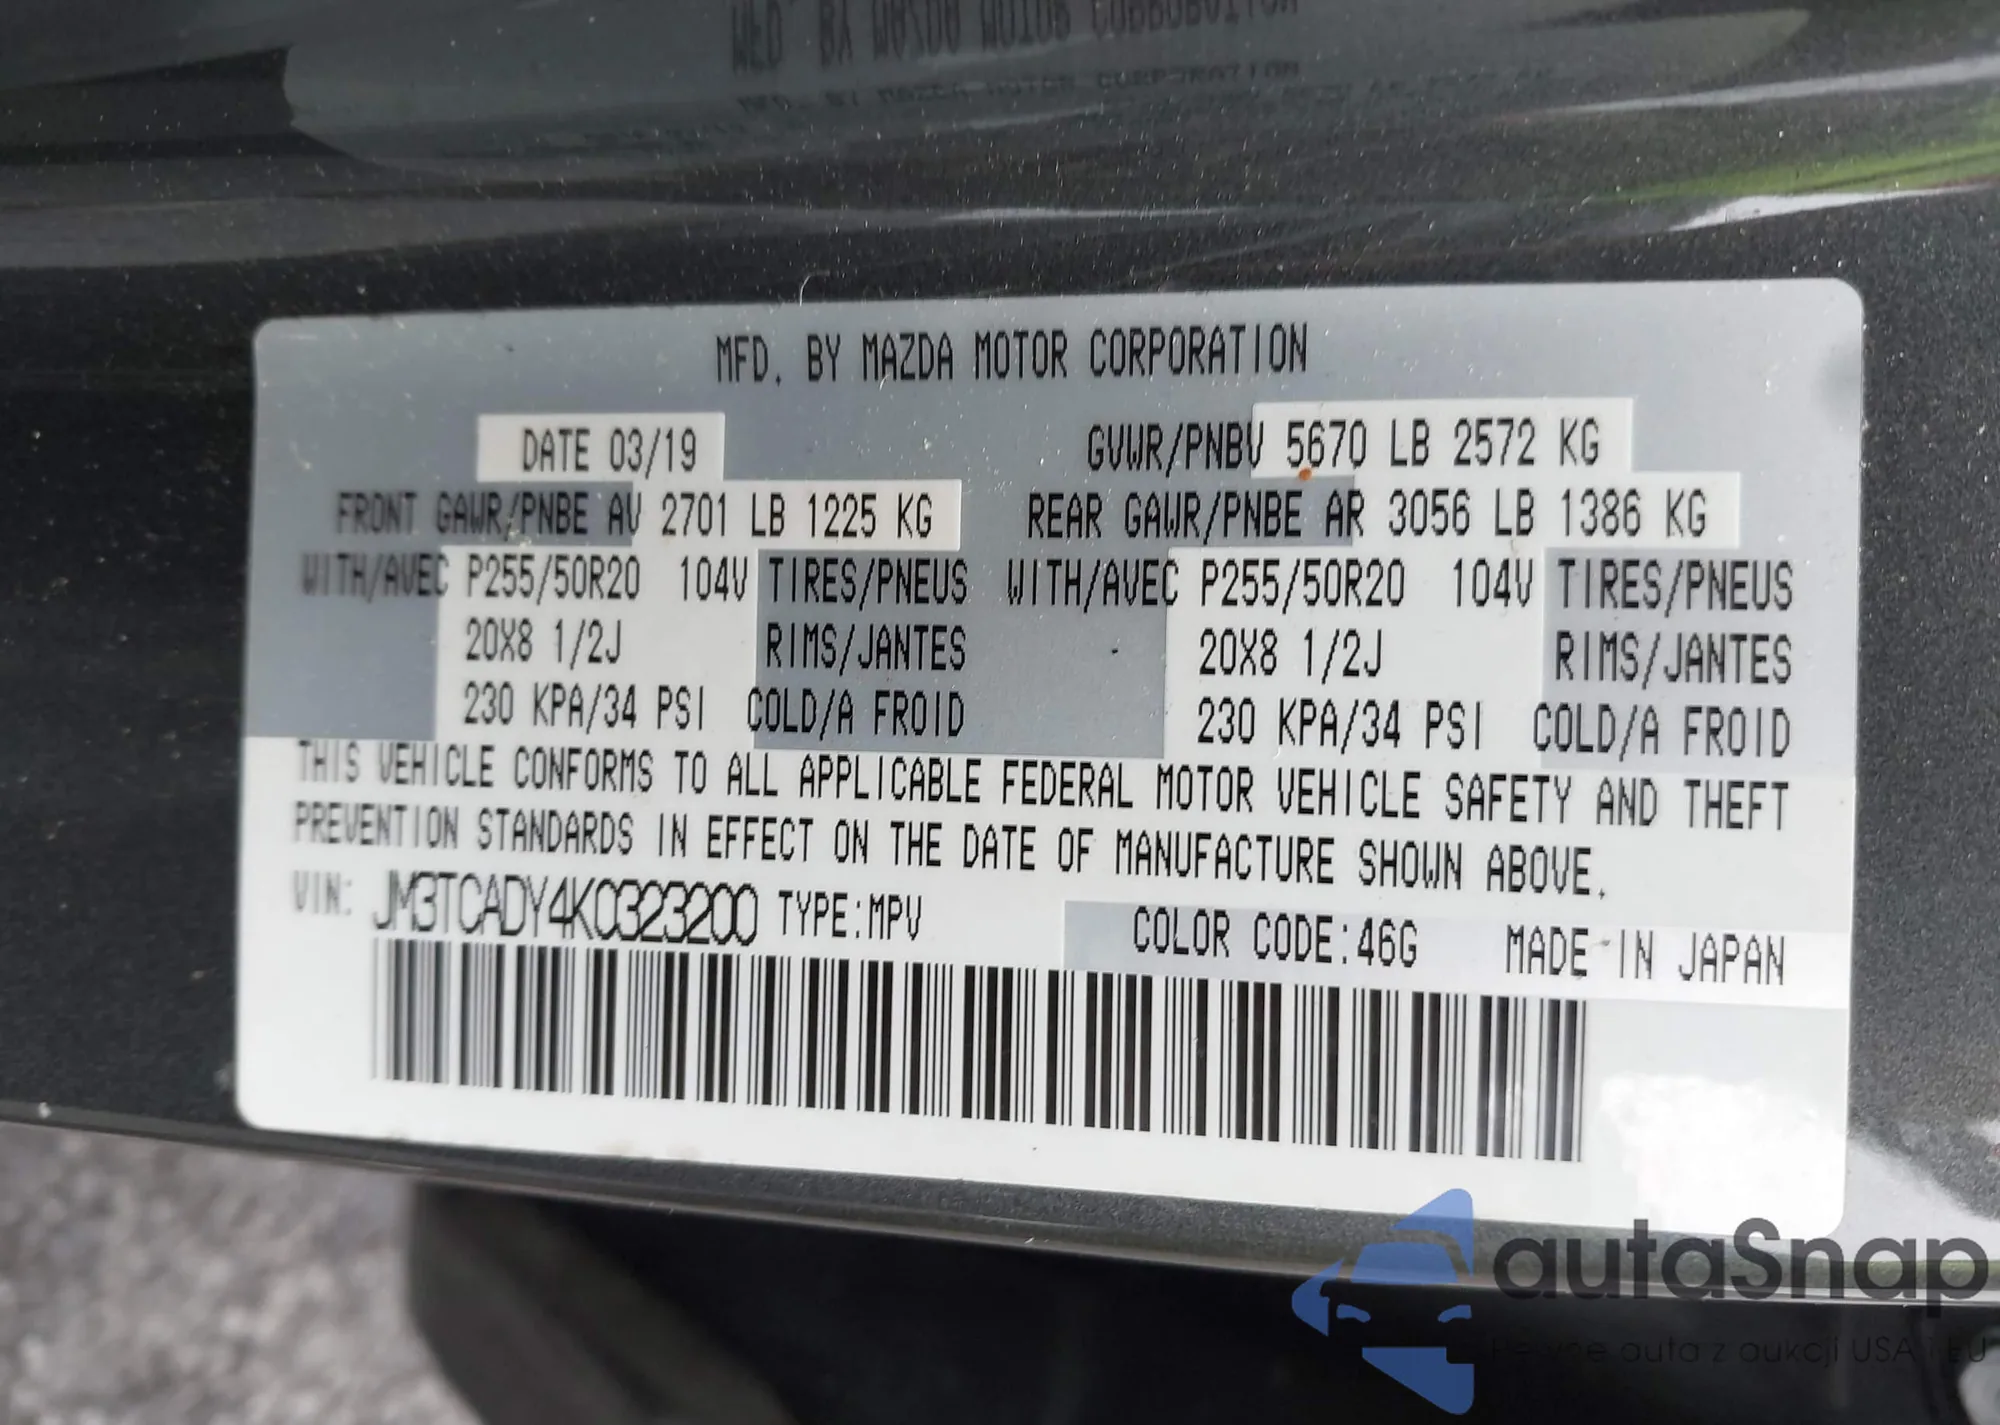 MFD. BY MAZDA MOTOR CORPORATION
DATE 03/19 GVWR/PNBV 5670 LB 2572 KG
FRONT GAWR/PNBE AV 2701 LB 1225 KG REAR GAWR/PNBE AR 3056 LB 1386 KG
WITH/AVEC P255/50R20 104V TIRES/PNEUS WITH/AVEC P255/50R20 104V TIRES/PNEUS
20X8 1/2J RIMS/JANTES 20X8 1/2J RIMS/JANTES
230 KPA/34 PSI COLD/A FROID 230 KPA/34 PSI COLD/A FROID
THIS VEHICLE CONFORMS TO ALL APPLICABLE FEDERAL MOTOR VEHICLE SAFETY AND THEFT
PREVENTION STANDARDS IN EFFECT ON THE DATE OF MANUFACTURE SHOWN ABOVE.
VIN: JM3TCADY4K0323200 TYPE:MPV COLOR CODE:46G MADE IN JAPAN
autaSnap
auta z aukcji USA i EU